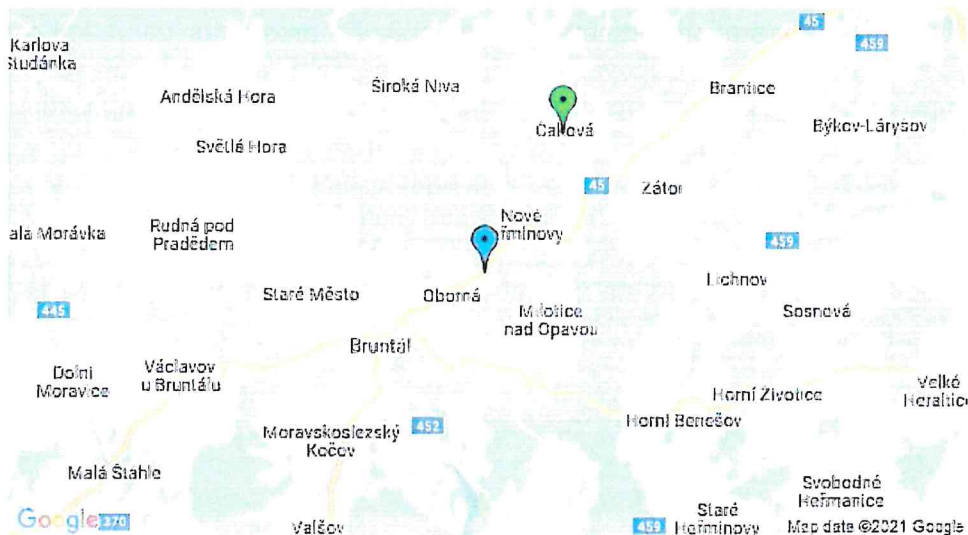 45
459
Karlova
Studánka
Andělská Hora
Široká Niva
Brantice
Čaková
Býkov-Láryšov
Světlá Hora
45
Zátor
ala Morávka
Rudná pod
Pradědem
Nové
řmínovy
459
Lichnov
Staré Město
Oborná
445
Milotice
nad Opavou
Sosnová
Bruntál
Dolní
Moravice
Václavov
u Bruntálu
Velké
Heraltice
Horní Životice
Horní Benešov
Moravskoslezský
Kočov
452
Malá Štáhle
Svobodné
Heřmanice
Google
370
Valšov
459
Staré
Heřminovy
Map data ©2021 Google